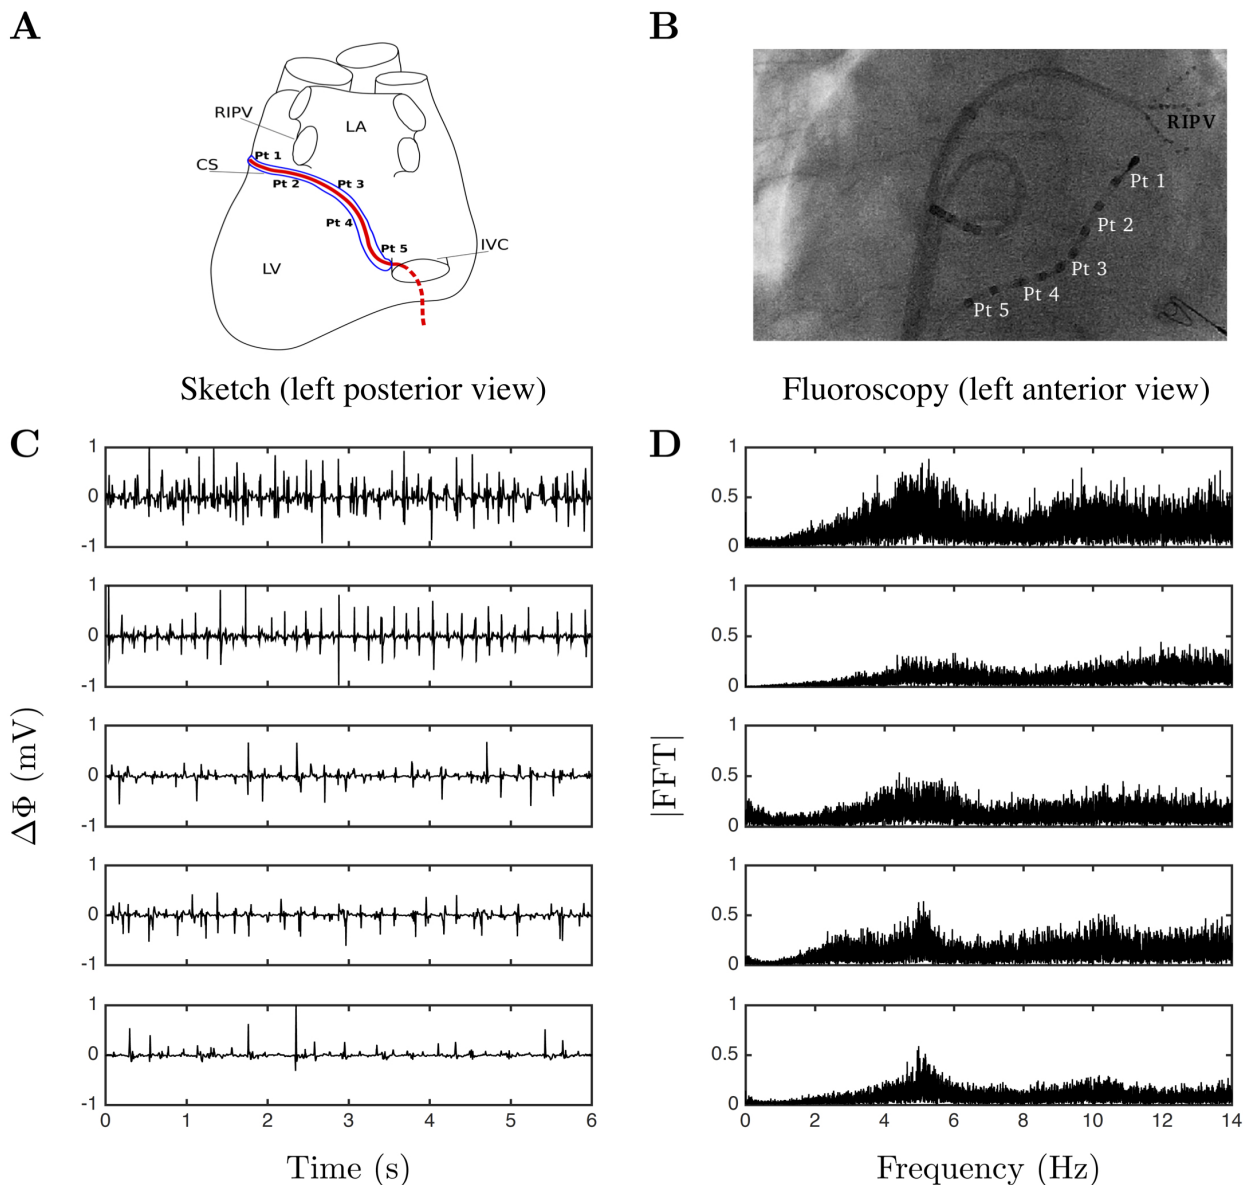 A
B
RIPV
LA
Pt 1
CS
Pt 2
Pt 3
Pt 4
Pt 5
IVC
LV
RIPV
Pt 1
Pt 2
Pt 3
Pt 4
Pt 5
Sketch (left posterior view)
Fluoroscopy (left anterior view)
C
D
1
0
-1
1
0
-1
1
0
-1
1
0
-1
1
0
-1
0 1 2 3 4 5 6
ΔΦ (mV)
Time (s)
1
0.5
0
1
0.5
0
1
0.5
0
1
0.5
0
1
0.5
0
0 2 4 6 8 10 12 14
|FFT|
Frequency (Hz)